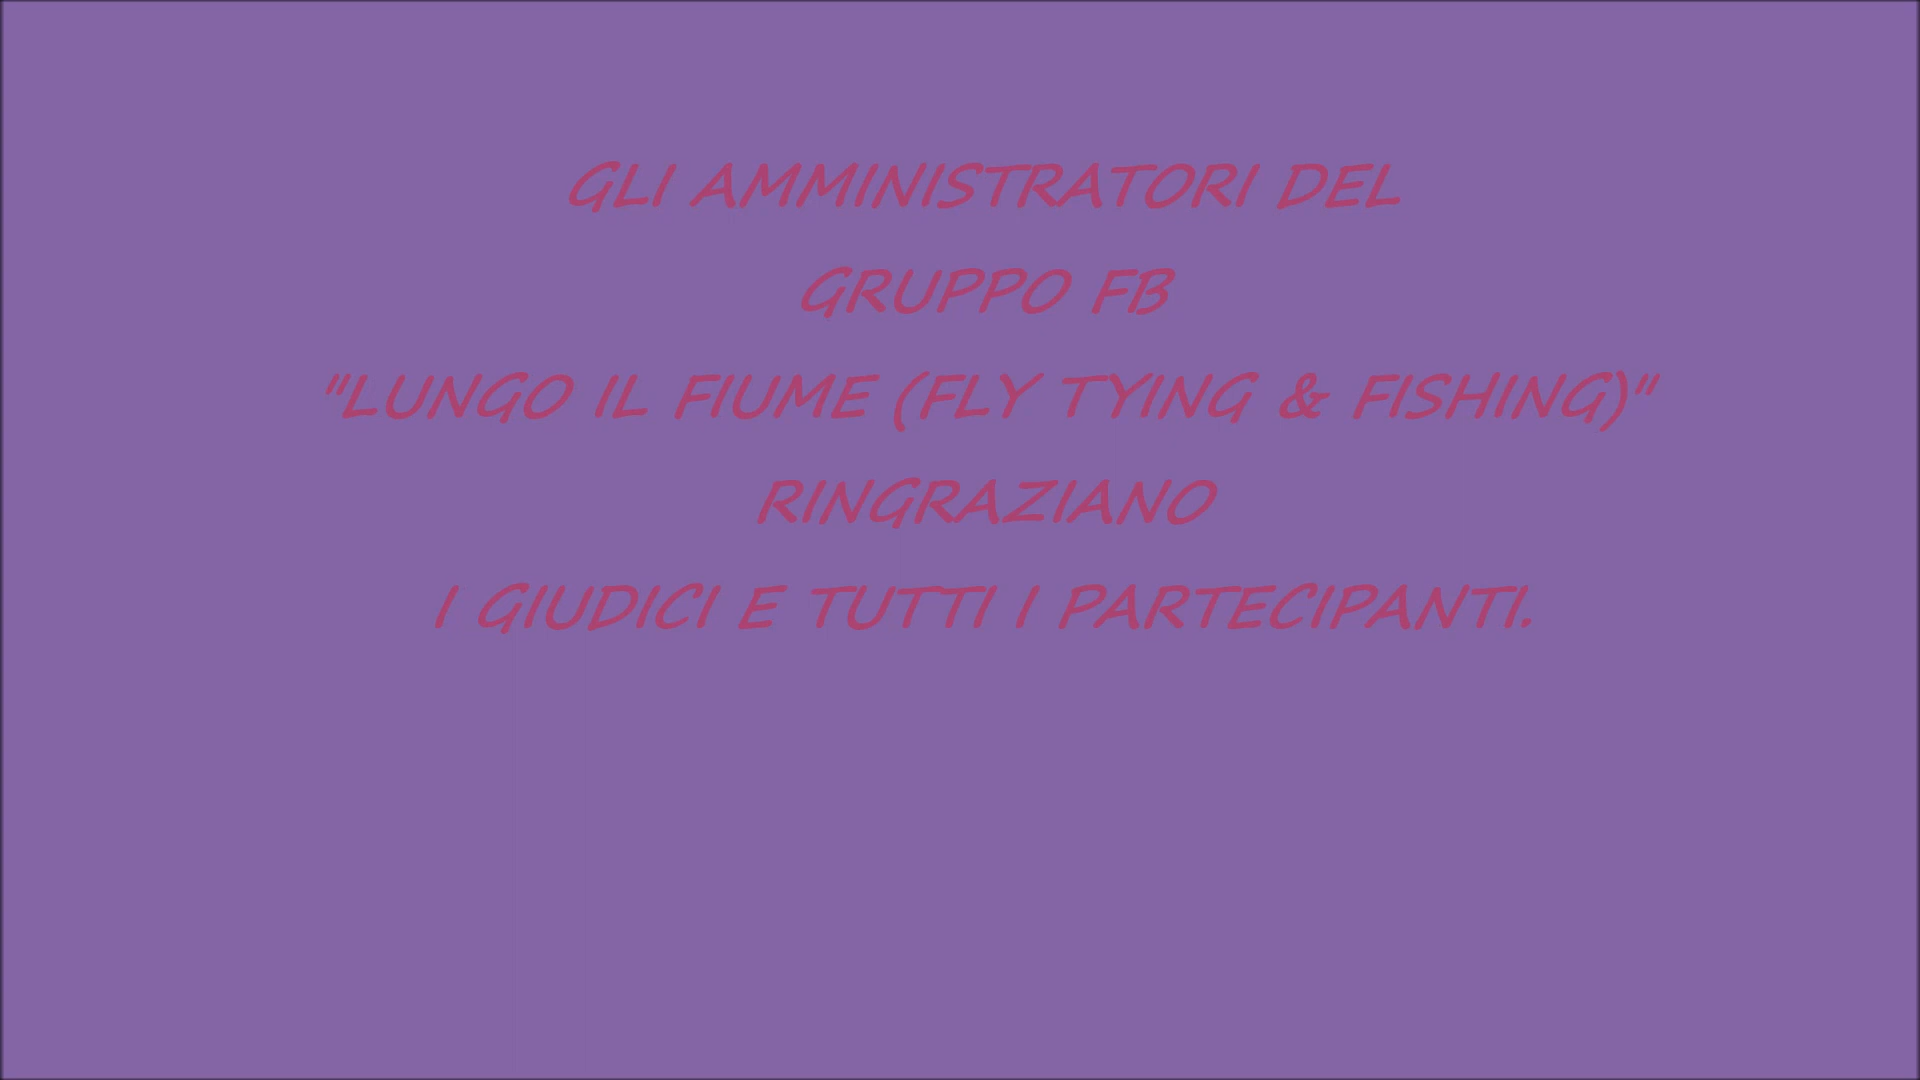 GLI AMMINISTRATORI DEL
GRUPPO FB
"LUNGO IL FIUME (FLY TYING & FISHING)"
RINGRAZIANO
I GIUDICI E TUTTI I PARTECIPANTI.